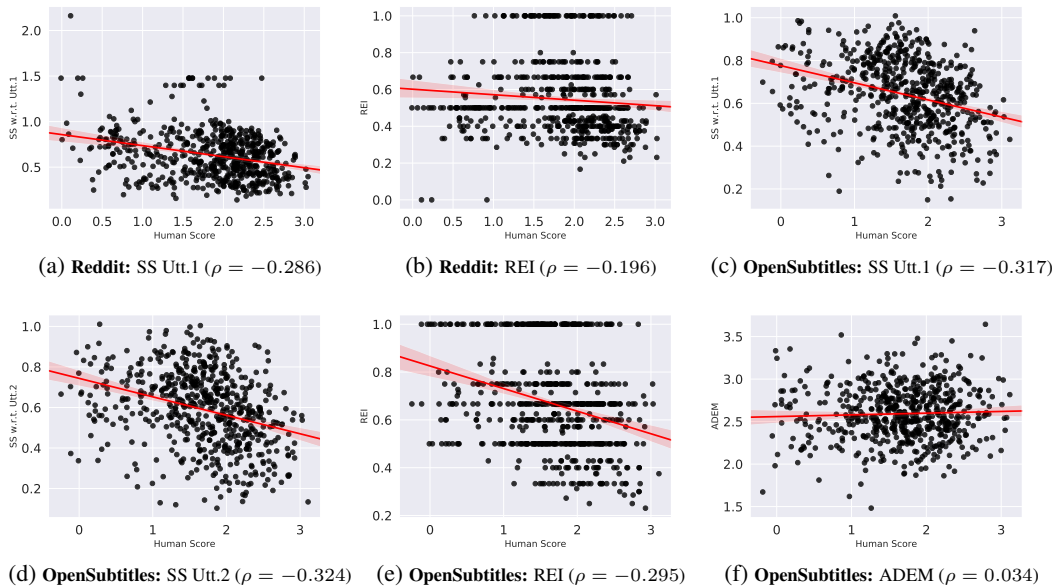 2.0
1.5
1.0
0.5
SS w.r.t. Utt.1
0.0 0.5 1.0 1.5 2.0 2.5 3.0
Human Score
(a) Reddit: SS Utt.1 (ρ = −0.286)
1.0
0.8
0.6
0.4
0.2
0.0
REI
0.0 0.5 1.0 1.5 2.0 2.5 3.0
Human Score
(b) Reddit: REI (ρ = −0.196)
1.0
0.8
0.6
0.4
0.2
SS w.r.t. Utt.1
0 1 2 3
Human Score
(c) OpenSubtitles: SS Utt.1 (ρ = −0.317)
1.0
0.8
0.6
0.4
0.2
SS w.r.t. Utt.2
0 1 2 3
Human Score
(d) OpenSubtitles: SS Utt.2 (ρ = −0.324)
1.0
0.8
0.6
0.4
0.2
REI
0 1 2 3
Human Score
(e) OpenSubtitles: REI (ρ = −0.295)
3.5
3.0
2.5
2.0
1.5
ADEM
0 1 2 3
Human Score
(f) OpenSubtitles: ADEM (ρ = 0.034)